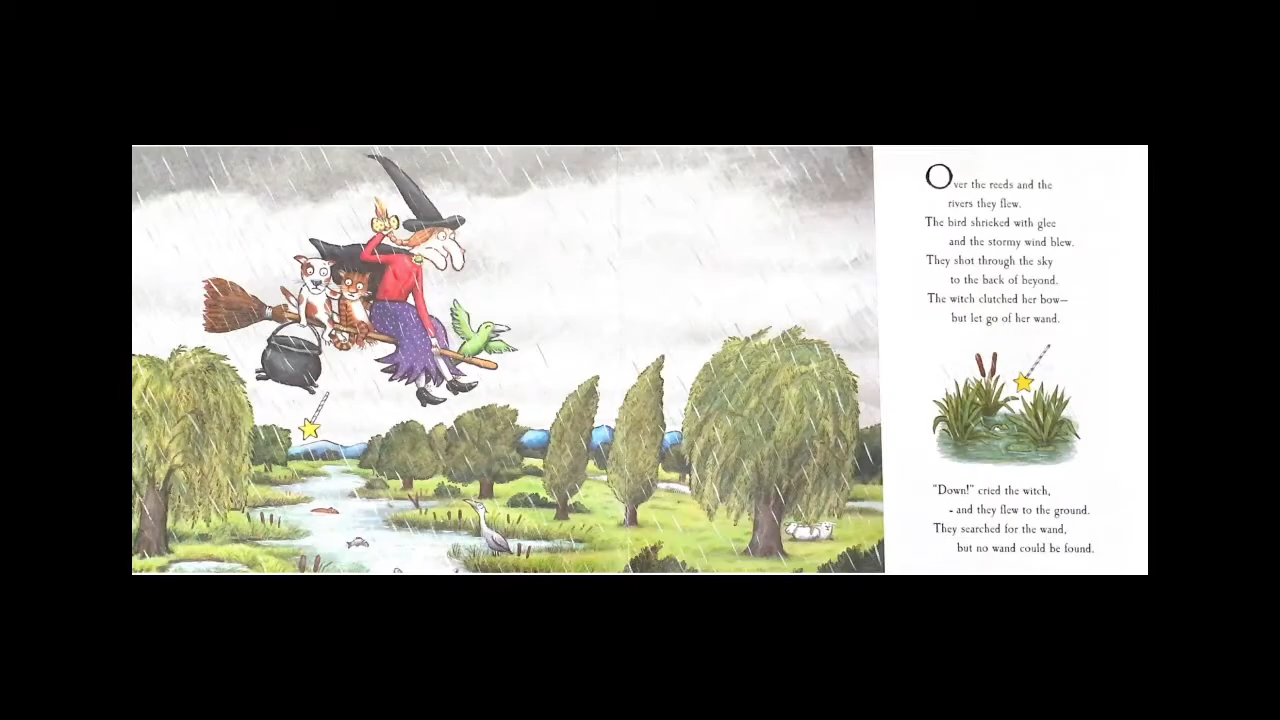 Over the reeds and the
rivers they flew.
The bird shrieked with glee
and the stormy wind blew.
They shot through the sky
to the back of beyond.
The witch clutched her bow—
but let go of her wand.
"Down!" cried the witch,
- and they flew to the ground.
They searched for the wand,
but no wand could be found.